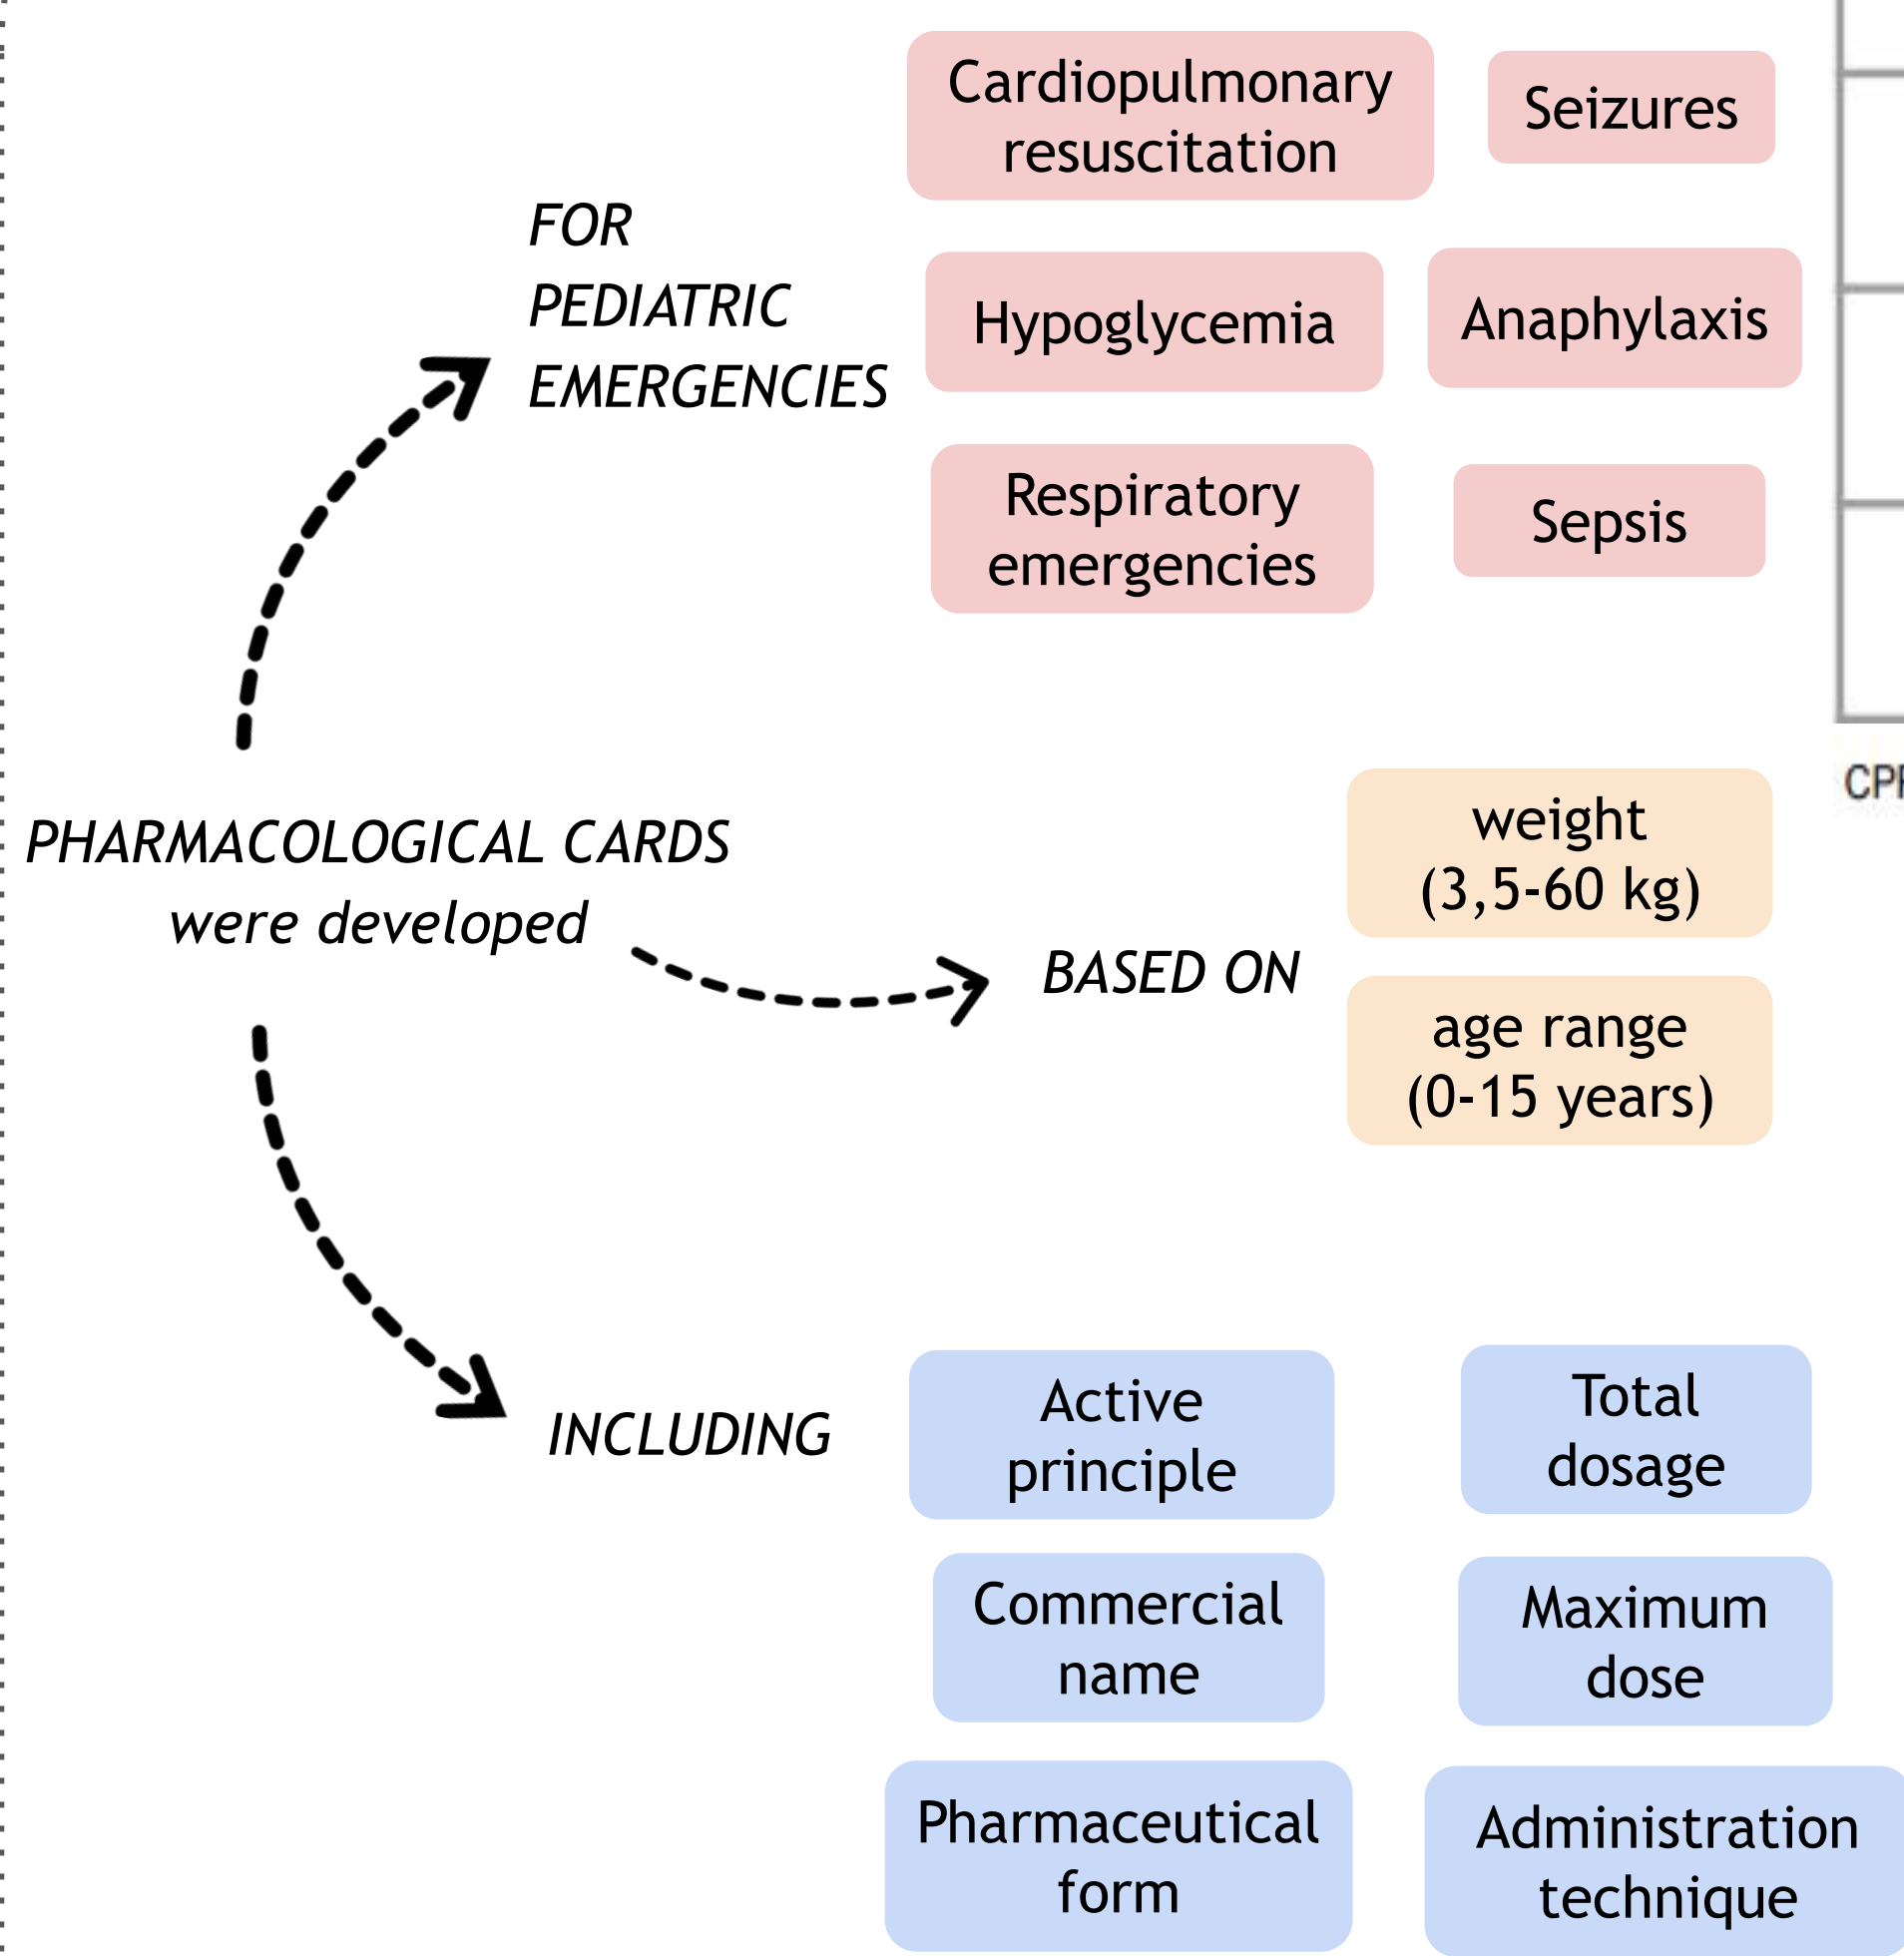 FOR
PEDIATRIC
EMERGENCIES
Cardiopulmonary
resuscitation
Seizures
Hypoglycemia
Anaphylaxis
Respiratory
emergencies
Sepsis
PHARMACOLOGICAL CARDS
were developed
BASED ON
weight
(3,5-60 kg)
age range
(0-15 years)
INCLUDING
Active
principle
Total
dosage
Commercial
name
Maximum
dose
Pharmaceutical
form
Administration
technique